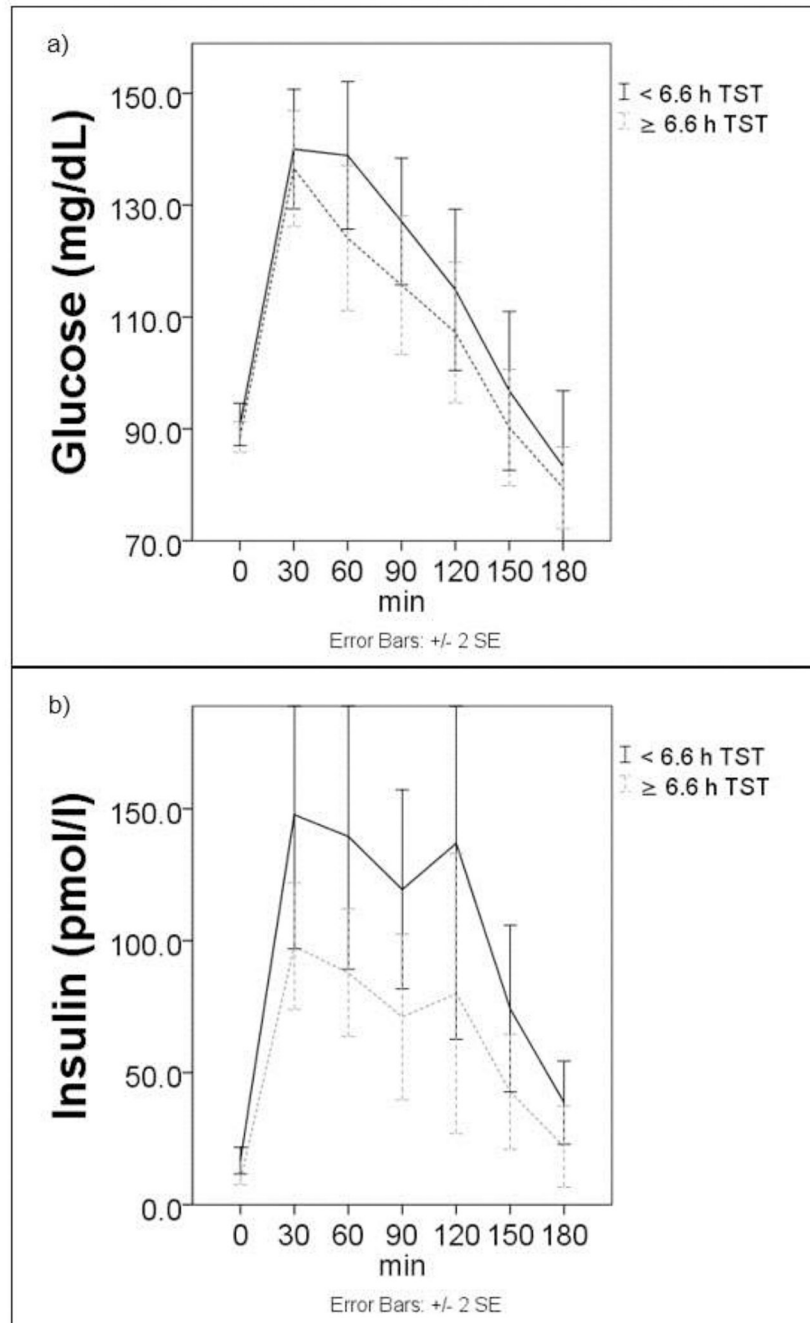 a)
Glucose (mg/dL)
150.0
130.0
110.0
90.0
70.0
< 6.6 h TST
≥ 6.6 h TST
0 30 60 90 120 150 180
min
Error Bars: +/- 2 SE
b)
Insulin (pmol/l)
150.0
100.0
50.0
0.0
< 6.6 h TST
≥ 6.6 h TST
0 30 60 90 120 150 180
min
Error Bars: +/- 2 SE